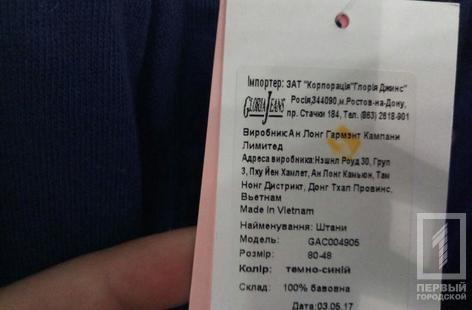 Імпортер: ЗАТ "Корпорація"Глорія Джинс"
GLORIA JEANS
Росія,344090,м.Ростов-на-Дону,
пр. Стачки 184, Тел. (863) 2618-901
Виробник:Ан Лонг Гармэнт Кампани
Лимитед
Адреса виробника:Нэшнл Роуд 30, Груп
3, Пху Йен Хамлет, Ан Лонг Каньюн, Там
Нонг Дистрикт, Донг Тхап Провинс,
Вьетнам
Made In Vietnam
Найменування: Штани
Модель: GAC004905
Розмір: 80-48
Колір: темно-синій
Склад: 100% бавовна
Дата:03.05.17
1
ПЕРВЫЙ
ГОРОДСКОЙ